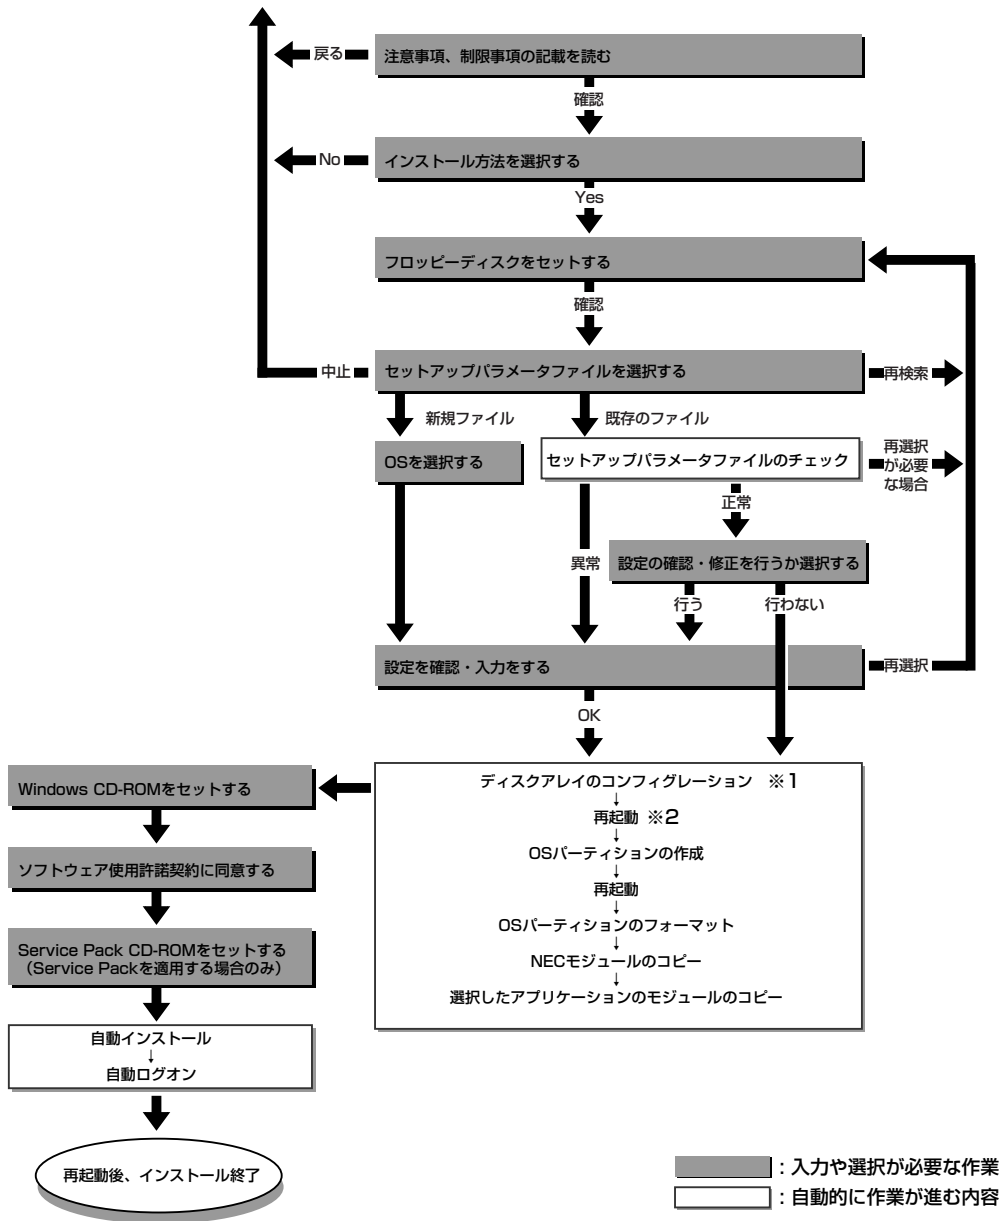 戻る
注意事項、制限事項の記載を読む
確認
No
インストール方法を選択する
Yes
フロッピーディスクをセットする
確認
中止
セットアップパラメータファイルを選択する
再検索
新規ファイル
既存のファイル
OSを選択する
セットアップパラメータファイルのチェック
再選択
が必要
な場合
正常
異常
設定の確認・修正を行うか選択する
行う
行わない
設定を確認・入力をする
再選択
OK
Windows CD-ROMをセットする
ソフトウェア使用許諾契約に同意する
Service Pack CD-ROMをセットする
（Service Packを適用する場合のみ）
自動インストール
↓
自動ログオン
再起動後、インストール終了
ディスクアレイのコンフィグレーション ※1
↓
再起動 ※2
↓
OSパーティションの作成
↓
再起動
↓
OSパーティションのフォーマット
↓
NECモジュールのコピー
↓
選択したアプリケーションのモジュールのコピー
：入力や選択が必要な作業
：自動的に作業が進む内容